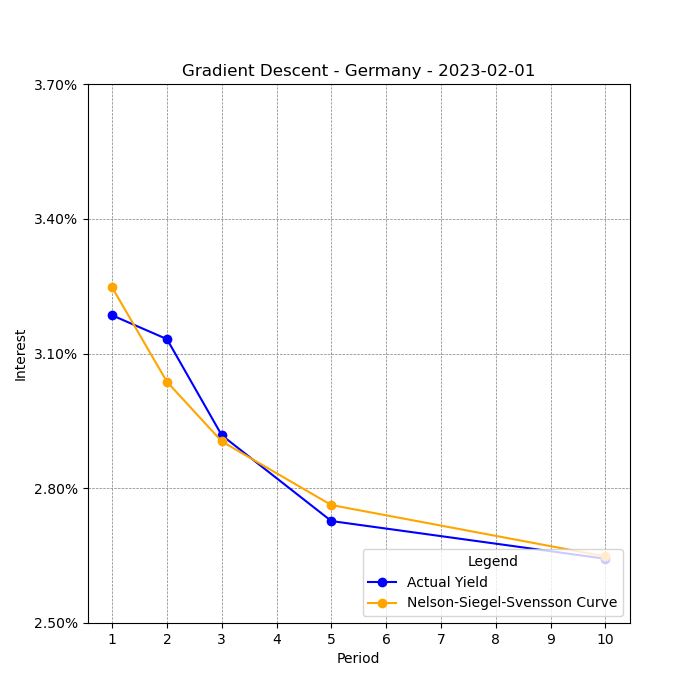 Gradient Descent - Germany - 2023-02-01
3.70%
3.40%
3.10%
2.80%
2.50%
Interest
1 2 3 4 5 6 7 8 9 10
Period
Legend
Actual Yield
Nelson-Siegel-Svensson Curve